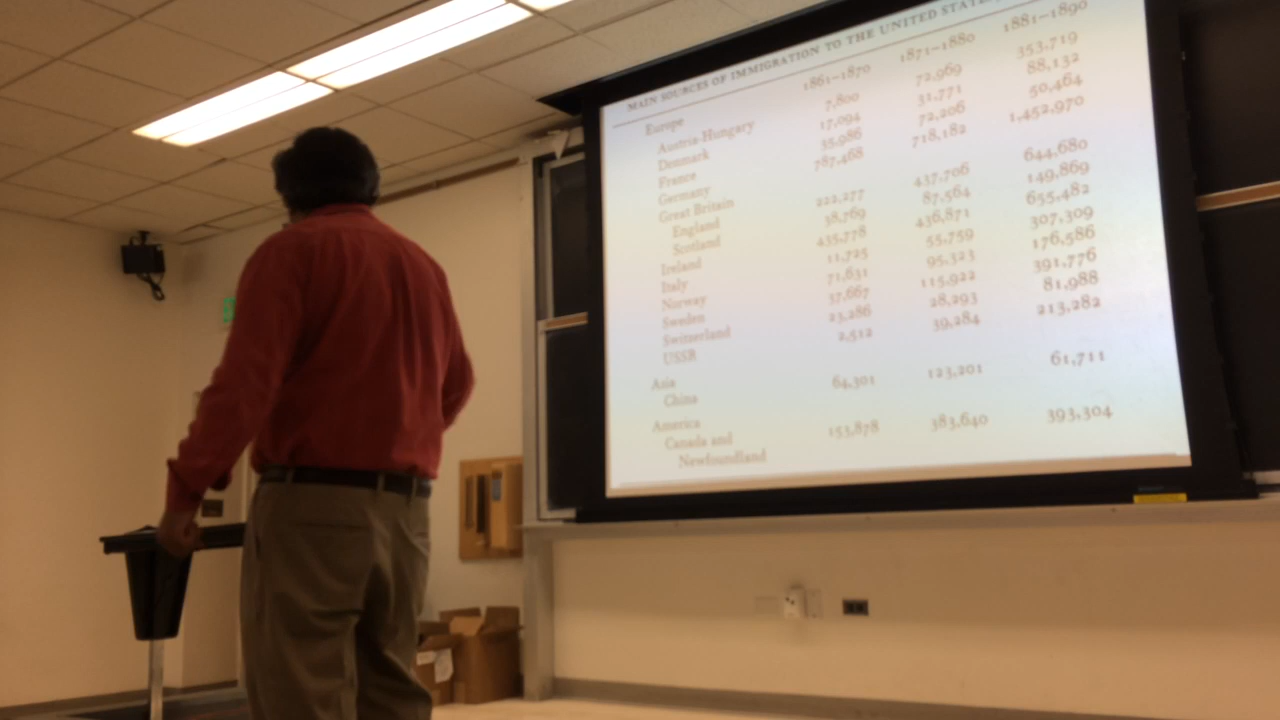 MAIN SOURCES OF IMMIGRATION TO THE UNITED STATES,
1861–1870 1871–1880 1881–1890
Europe
Austria-Hungary 7,800 72,969 353,719
Denmark 17,094 31,771 88,132
France 35,986 72,206 50,464
Germany 787,468 718,182 1,452,970
Great Britain
England 222,277 437,706 644,680
Scotland 38,769 87,564 149,869
Ireland 435,778 436,871 655,482
Italy 11,725 55,759 307,309
Norway 71,631 95,323 176,586
Sweden 37,667 115,922 391,776
Switzerland 23,286 28,293 81,988
USSR 2,512 39,284 213,282
Asia
China 64,301 123,201 61,711
America
Canada and
Newfoundland 153,878 383,640 393,304